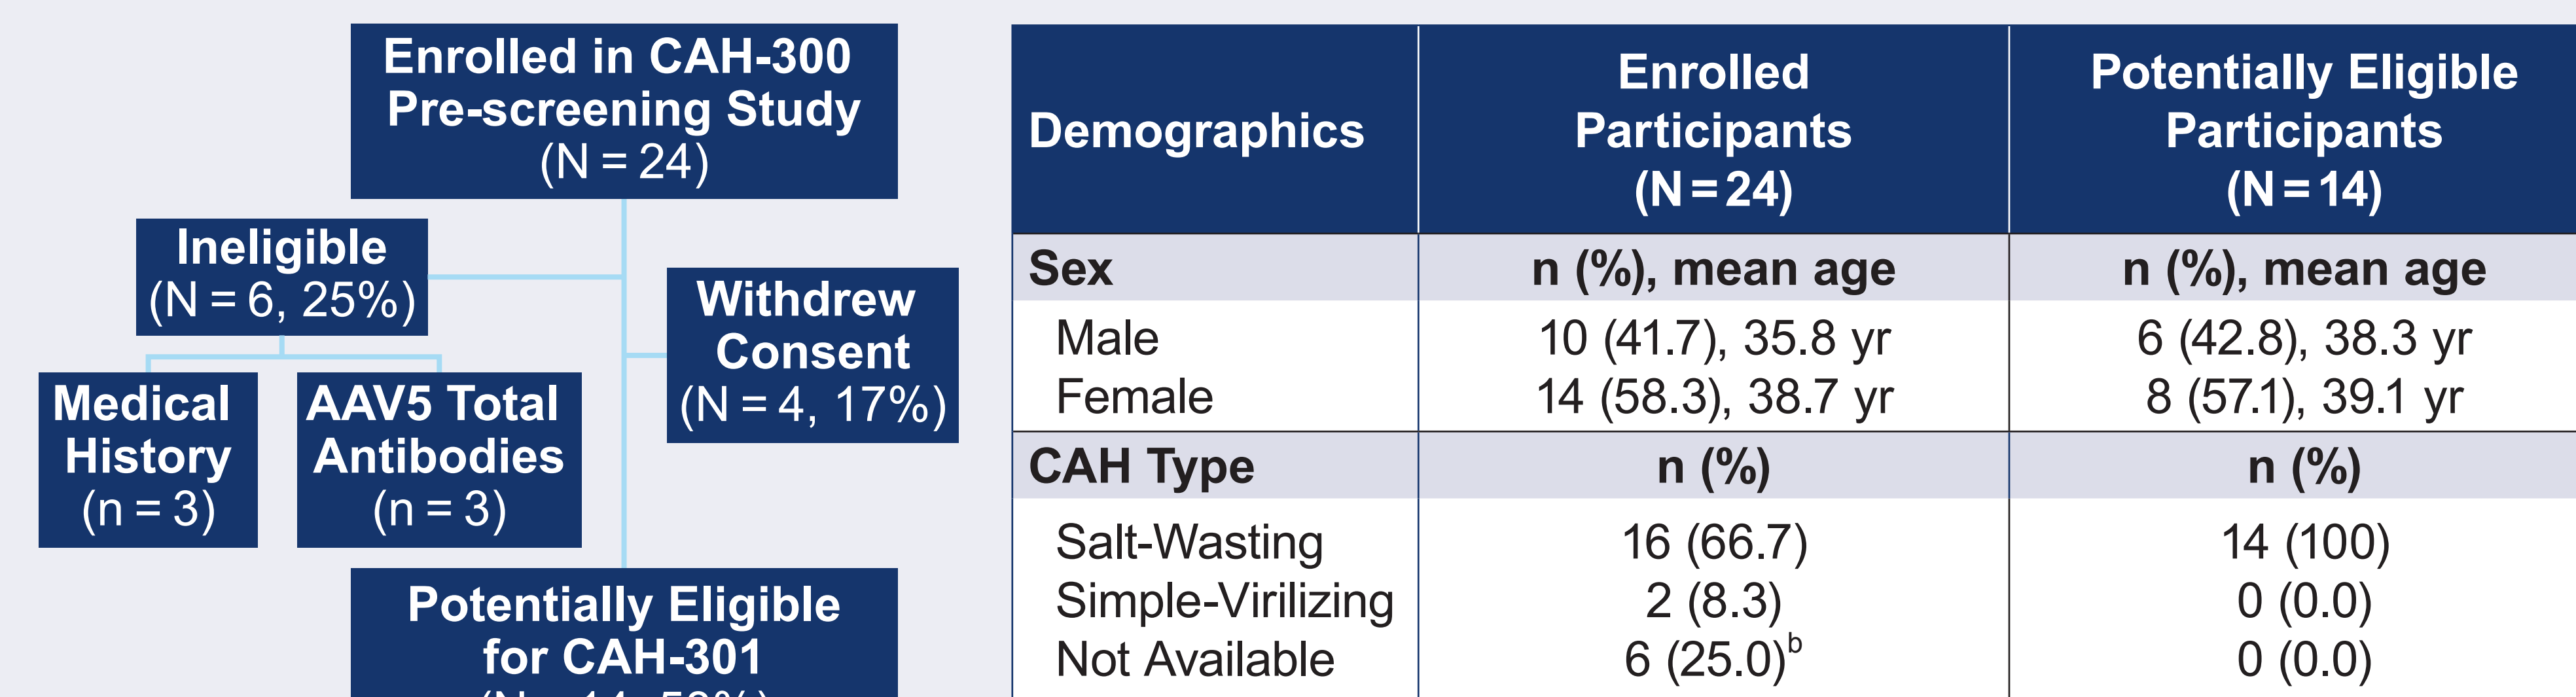 Enrolled in CAH-300
Pre-screening Study
(N = 24)
Ineligible
(N = 6, 25%)
Withdrew
Consent
(N = 4, 17%)
Medical
History
(n = 3)
AAV5 Total
Antibodies
(n = 3)
Potentially Eligible
for CAH-301
Demographics
Enrolled
Participants
(N = 24)
Potentially Eligible
Participants
(N = 14)
Sex n (%), mean age n (%), mean age
Male 10 (41.7), 35.8 yr 6 (42.8), 38.3 yr
Female 14 (58.3), 38.7 yr 8 (57.1), 39.1 yr
CAH Type n (%) n (%)
Salt-Wasting 16 (66.7) 14 (100)
Simple-Virilizing 2 (8.3) 0 (0.0)
Not Available 6 (25.0)b 0 (0.0)